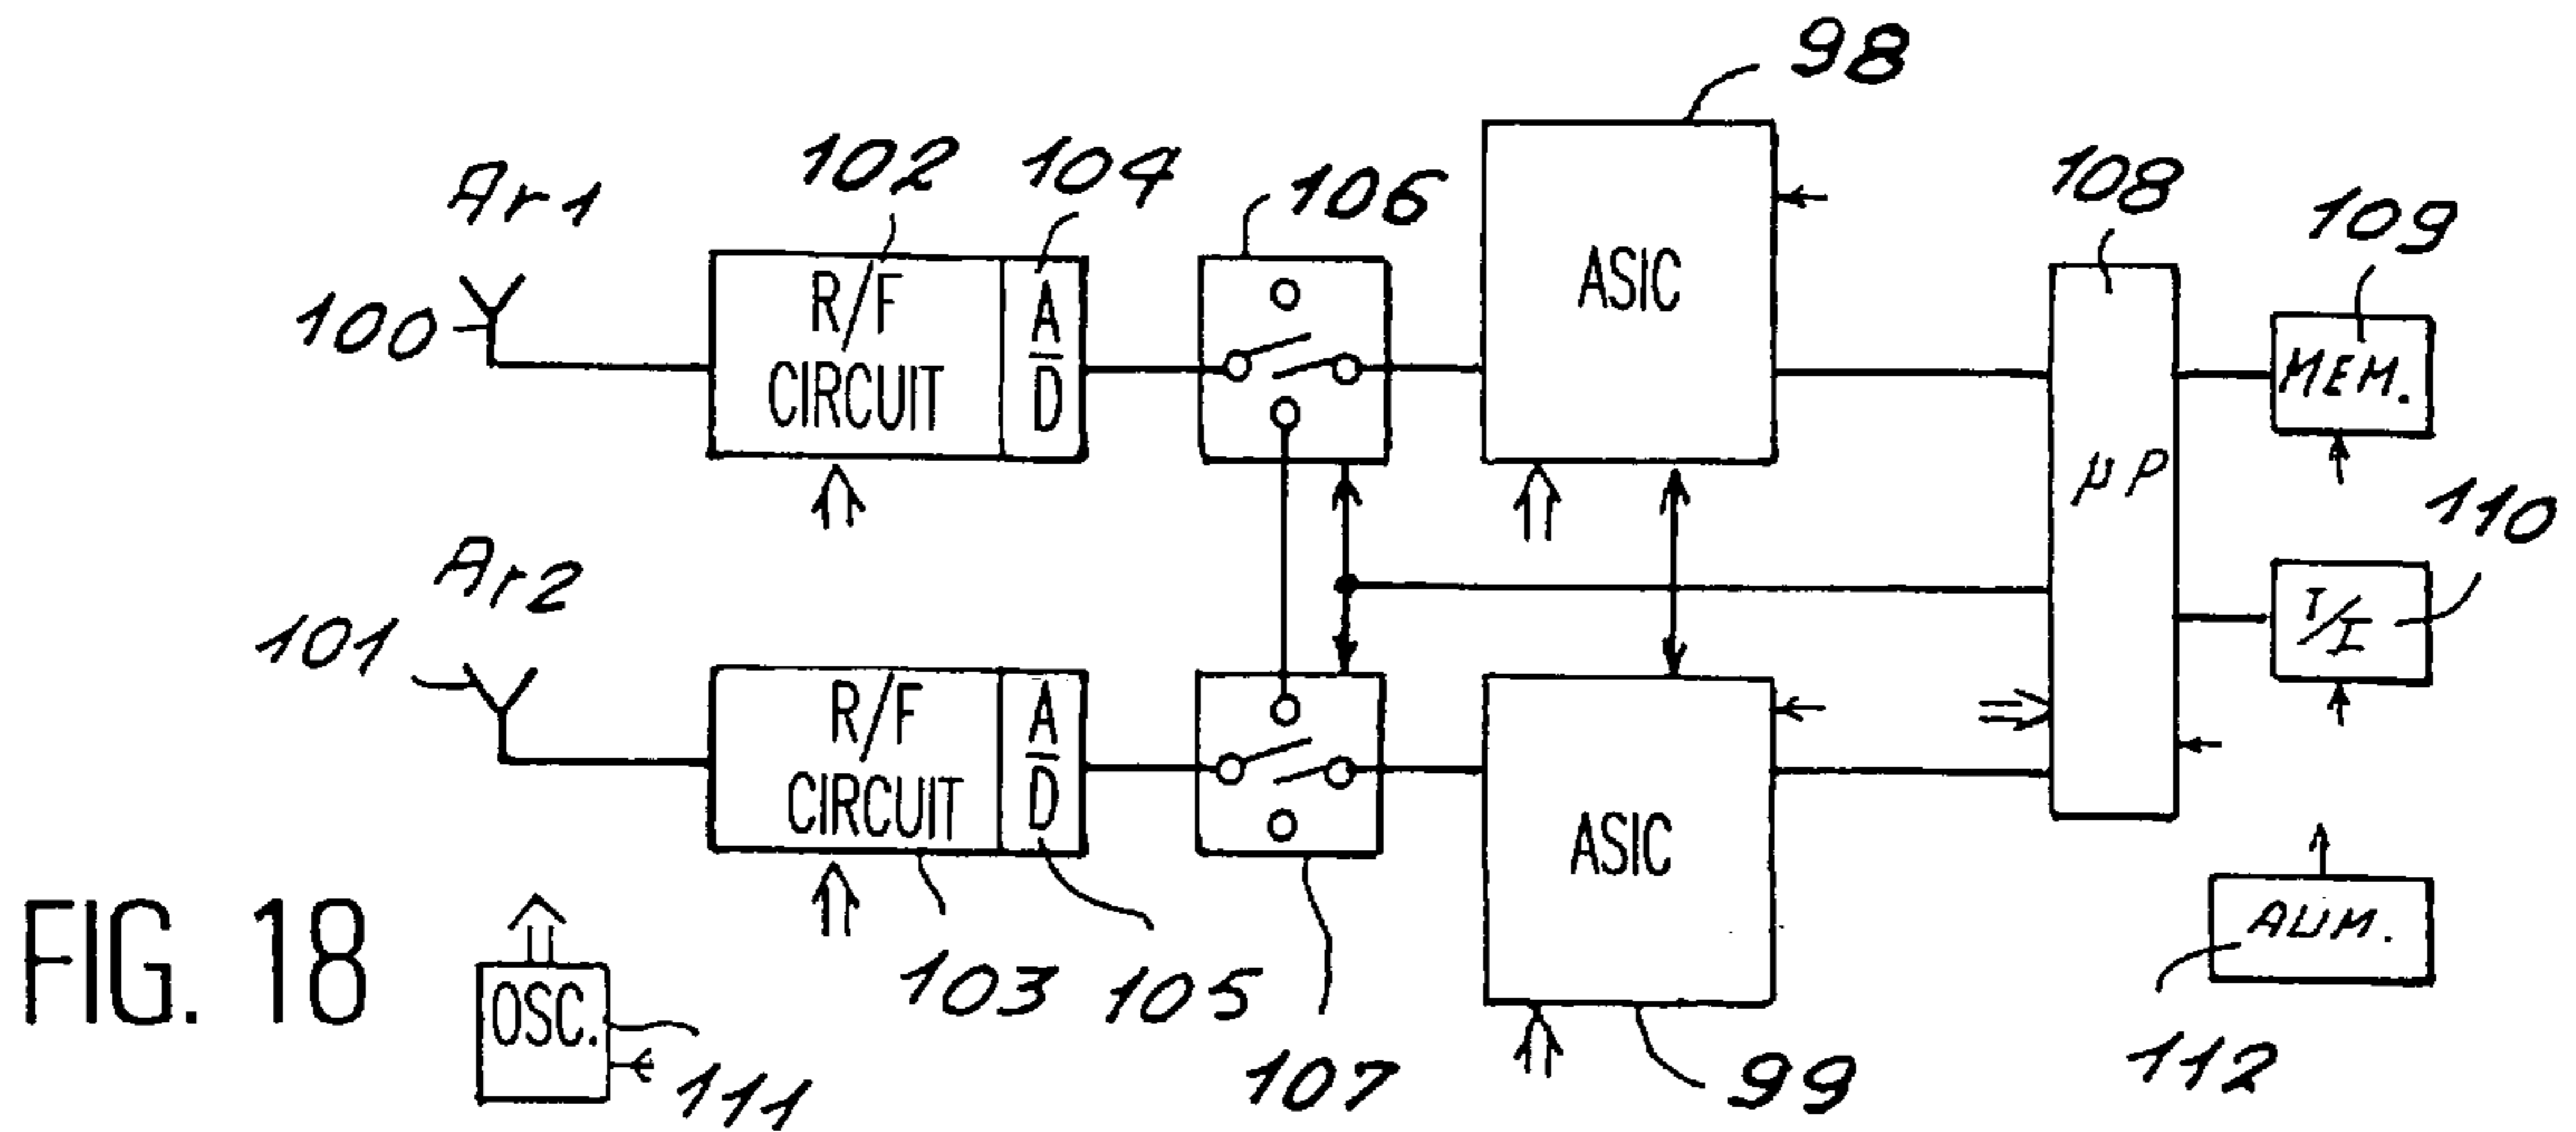 98
Ar1
102
104
106
108
109
100
R/F
CIRCUIT
A
D
ASIC
MEM.
μP
110
Ar2
101
R/F
CIRCUIT
A
D
T/I
ASIC
FIG. 18
OSC.
111
103
105
107
99
ALIM.
112